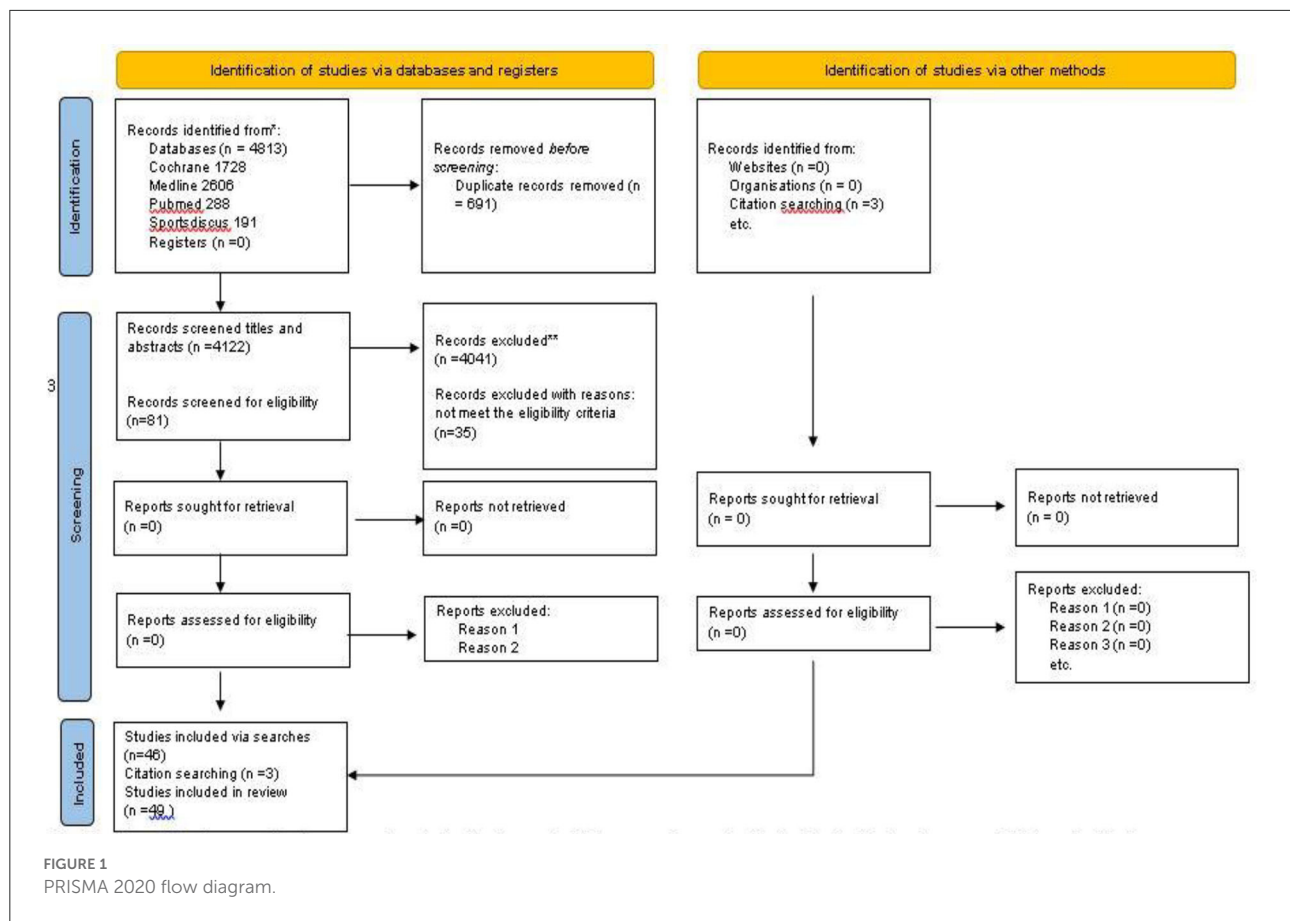 Identification of studies via databases and registers
Identification of studies via other methods
Identification
Records identified from*:
Databases (n = 4813)
Cochrane 1728
Medline 2606
Pubmed 288
Sportsdiscus 191
Registers (n =0)
Records removed before
screening:
Duplicate records removed (n
= 691)
Records identified from:
Websites (n =0)
Organisations (n = 0)
Citation searching (n =3)
etc.
Screening
3
Records screened titles and
abstracts (n =4122)
Records screened for eligibility
(n=81)
Records excluded**
(n =4041)
Records excluded with reasons:
not meet the eligibility criteria
(n=35)
Reports sought for retrieval
(n =0)
Reports not retrieved
(n =0)
Reports sought for retrieval
(n = 0)
Reports not retrieved
(n = 0)
Reports assessed for eligibility
(n =0)
Reports excluded:
Reason 1
Reason 2
Reports assessed for eligibility
(n =0)
Reports excluded:
Reason 1 (n =0)
Reason 2 (n =0)
Reason 3 (n =0)
etc.
Included
Studies included via searches
(n=46)
Citation searching (n =3)
Studies included in review
(n =49 )
FIGURE 1
PRISMA 2020 flow diagram.